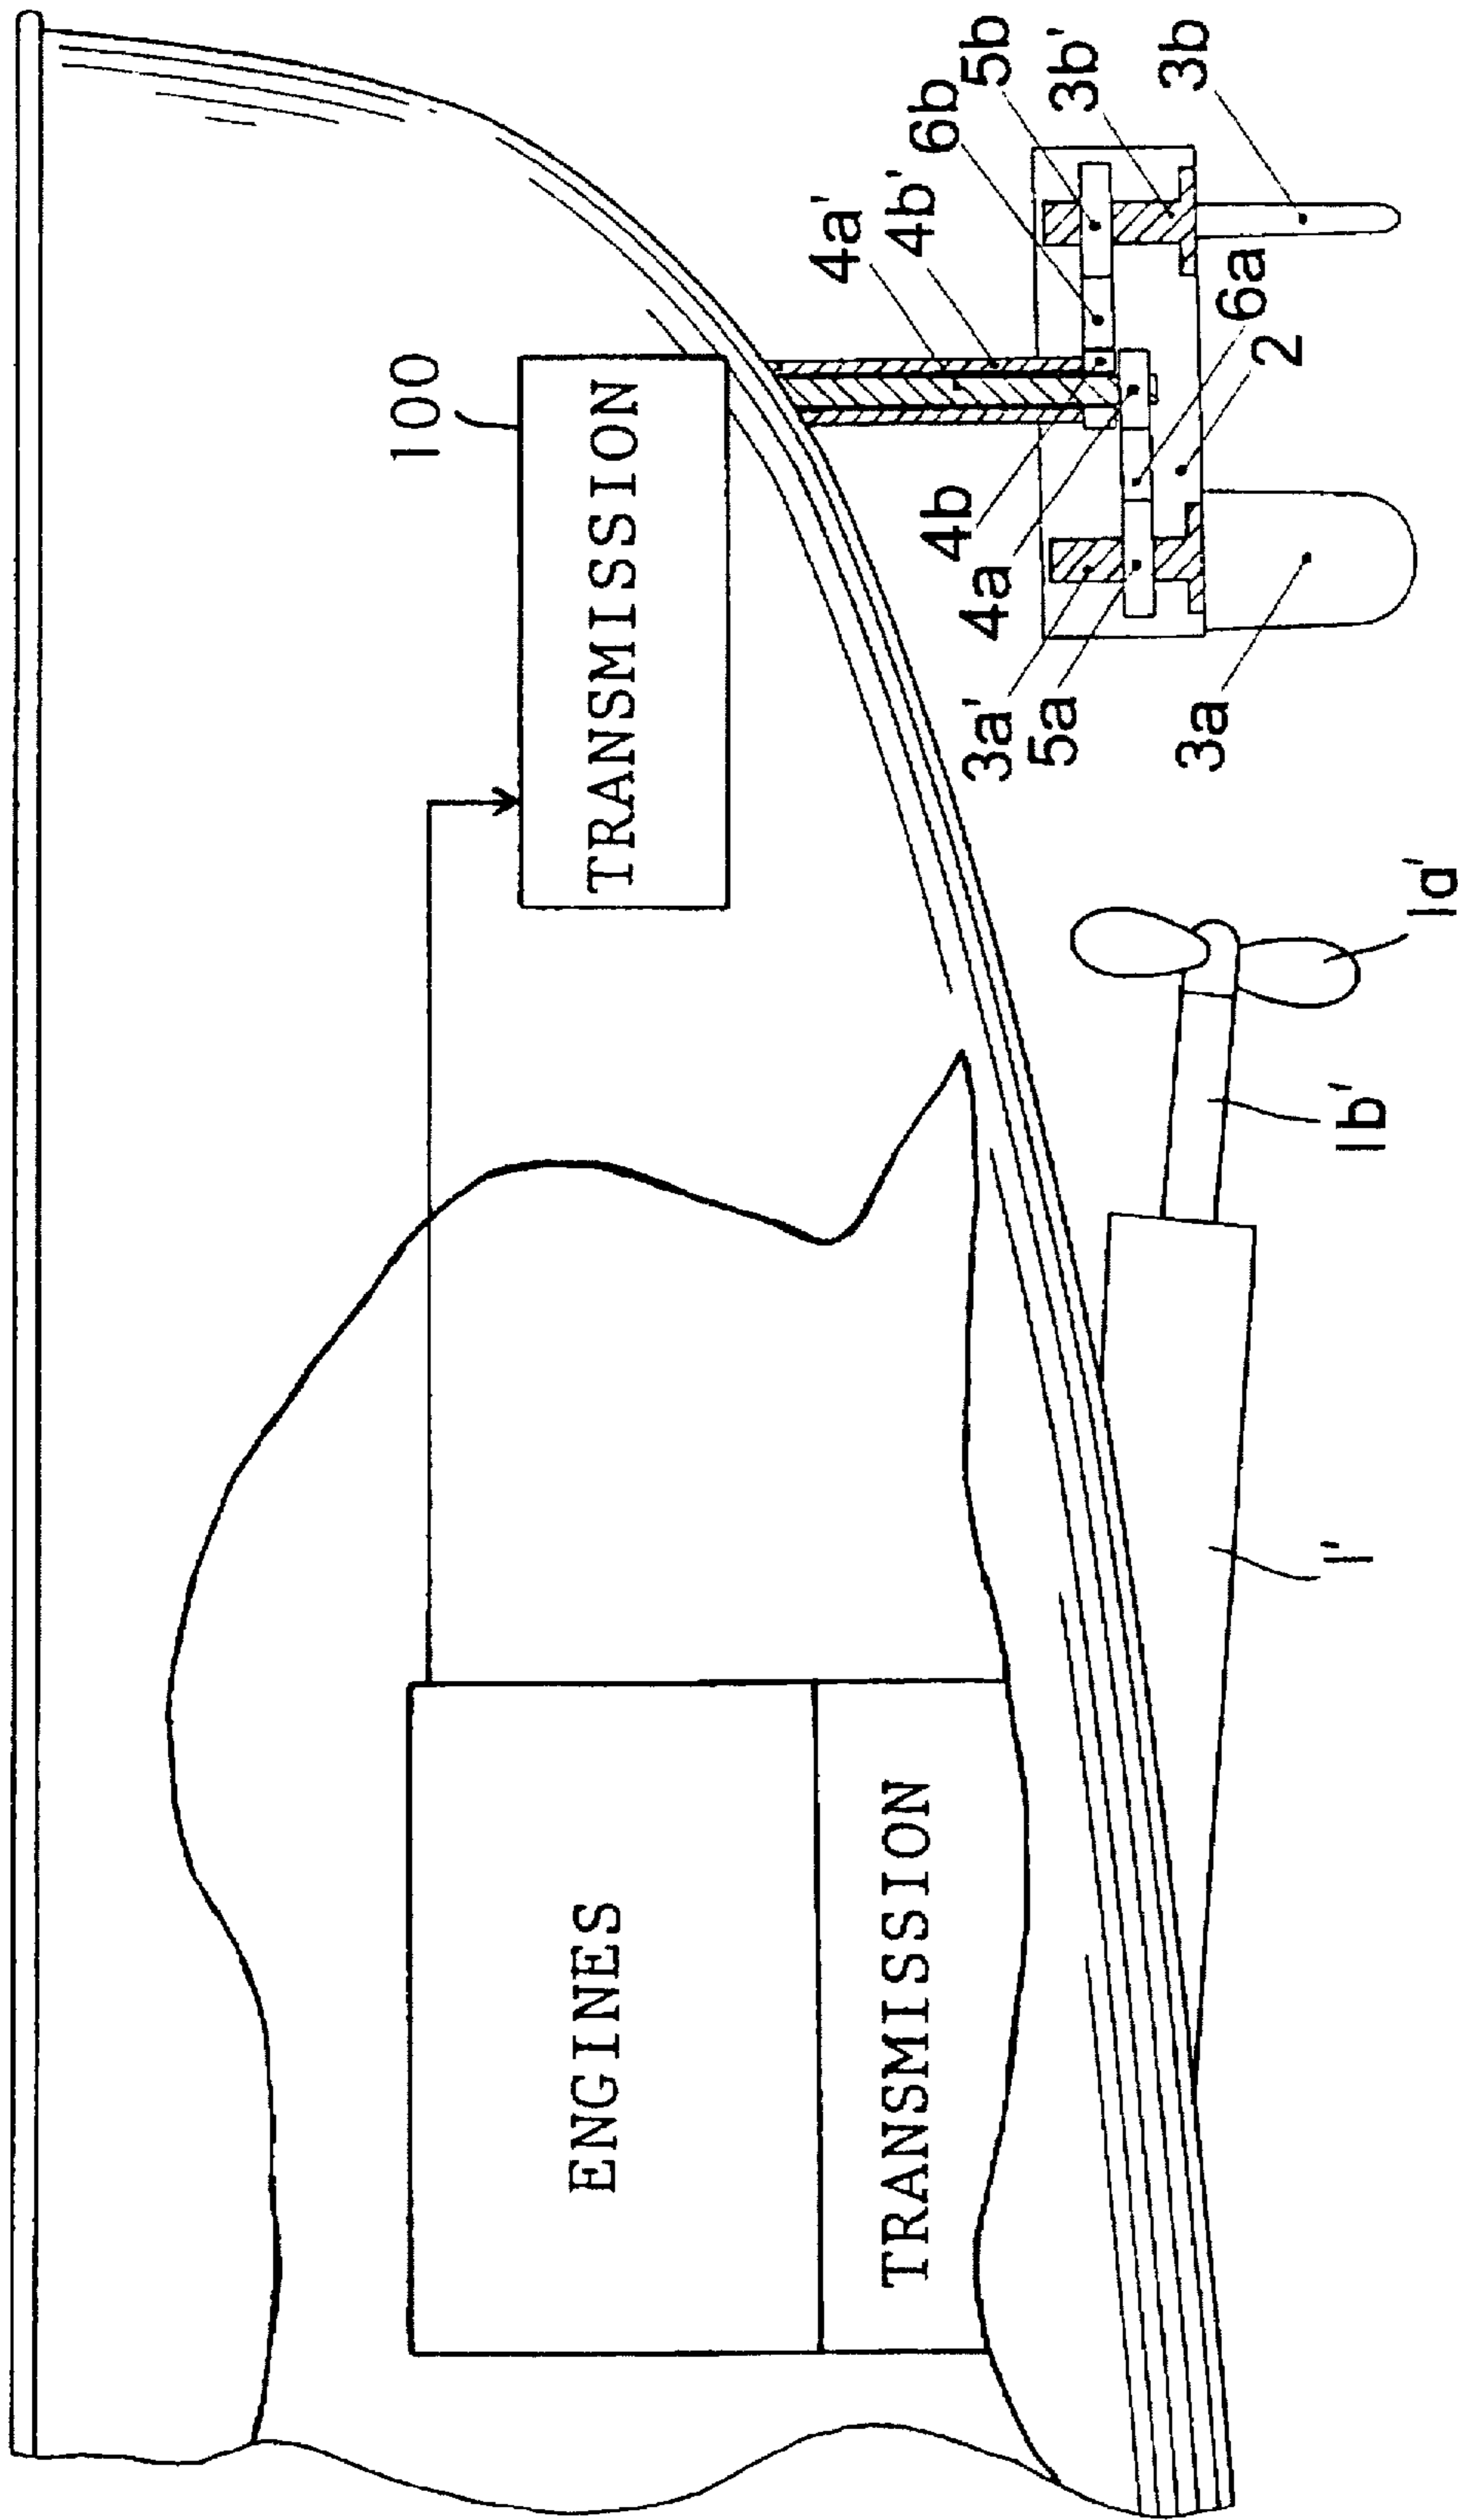 100
TRANSMISSION
ENGINES
TRANSMISSION
4a'
4b'
6b
5b
3b'
3b
4b
4a
6a
2
3a'
5a
3a
1a'
1b'
1'